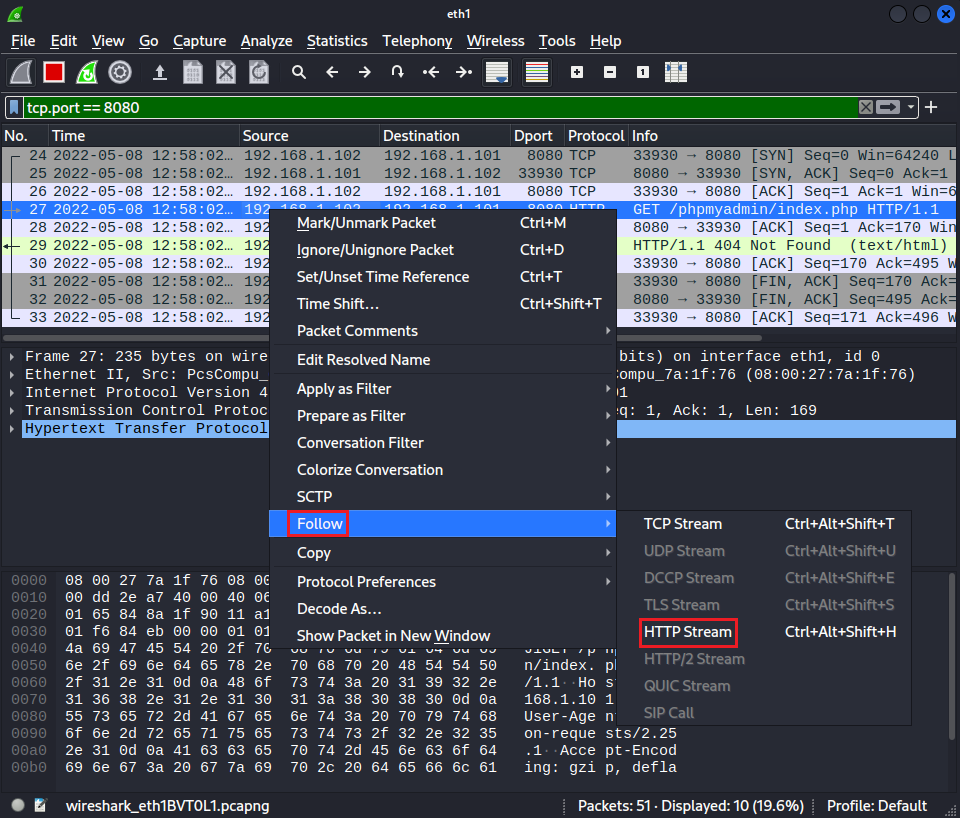 eth1
File Edit View Go Capture Analyze Statistics Telephony Wireless Tools Help
tcp.port == 8080
No. Time Source Destination Dport Protocol Info
24 2022-05-08 12:58:02… 192.168.1.102 192.168.1.101 8080 TCP 33930 → 8080 [SYN] Seq=0 Win=64240 L
25 2022-05-08 12:58:02… 192.168.1.101 192.168.1.102 33930 TCP 8080 → 33930 [SYN, ACK] Seq=0 Ack=1
26 2022-05-08 12:58:02… 192.168.1.102 192.168.1.101 8080 TCP 33930 → 8080 [ACK] Seq=1 Ack=1 Win=6
27 2022-05-08 12:58:02… 192.168.1.102 192.168.1.101 8080 HTTP GET /phpmyadmin/index.php HTTP/1.1
28 2022-05-08 12:58:02… 192 8080 → 33930 [ACK] Seq=1 Ack=170 Win
29 2022-05-08 12:58:02… 192 HTTP/1.1 404 Not Found (text/html)
30 2022-05-08 12:58:02… 192 33930 → 8080 [ACK] Seq=170 Ack=495 W
31 2022-05-08 12:58:02… 192 33930 → 8080 [FIN, ACK] Seq=170 Ack=
32 2022-05-08 12:58:02… 192 8080 → 33930 [FIN, ACK] Seq=495 Ack=
33 2022-05-08 12:58:02… 192 33930 → 8080 [ACK] Seq=171 Ack=496 W
Mark/Unmark Packet Ctrl+M
Ignore/Unignore Packet Ctrl+D
Set/Unset Time Reference Ctrl+T
Time Shift… Ctrl+Shift+T
Packet Comments
Edit Resolved Name
Apply as Filter
Prepare as Filter
Conversation Filter
Colorize Conversation
SCTP
Follow
Copy
Protocol Preferences
Decode As…
Show Packet in New Window
TCP Stream Ctrl+Alt+Shift+T
UDP Stream Ctrl+Alt+Shift+U
DCCP Stream Ctrl+Alt+Shift+E
TLS Stream Ctrl+Alt+Shift+S
HTTP Stream Ctrl+Alt+Shift+H
HTTP/2 Stream
QUIC Stream
SIP Call
Frame 27: 235 bytes on wire bits) on interface eth1, id 0
Ethernet II, Src: PcsCompu_ ompu_7a:1f:76 (08:00:27:7a:1f:76)
Internet Protocol Version 4 01
Transmission Control Protoc eq: 1, Ack: 1, Len: 169
Hypertext Transfer Protocol
0000 08 00 27 7a 1f 76 08 00
0010 00 dd 2e a7 40 00 40 06
0020 01 65 84 8a 1f 90 11 a1
0030 01 f6 84 eb 00 00 01 01
0040 4a 69 47 45 54 20 2f 70
0050 6e 2f 69 6e 64 65 78 2e 70 68 70 20 48 54 54 50 n/index. ph
0060 2f 31 2e 31 0d 0a 48 6f 73 74 3a 20 31 39 32 2e /1.1··Ho s
0070 31 36 38 2e 31 2e 31 30 31 3a 38 30 38 30 0d 0a 168.1.10 1
0080 55 73 65 72 2d 41 67 65 6e 74 3a 20 70 79 74 68 User-Age n
0090 6f 6e 2d 72 65 71 75 65 73 74 73 2f 32 2e 32 35 on-reque sts/2.25
00a0 2e 31 0d 0a 41 63 63 65 70 74 2d 45 6e 63 6f 64 .1··Acce pt-Encod
00b0 69 6e 67 3a 20 67 7a 69 70 2c 20 64 65 66 6c 61 ing: gzi p, defla
wireshark_eth1BVT0L1.pcapng Packets: 51 · Displayed: 10 (19.6%) Profile: Default